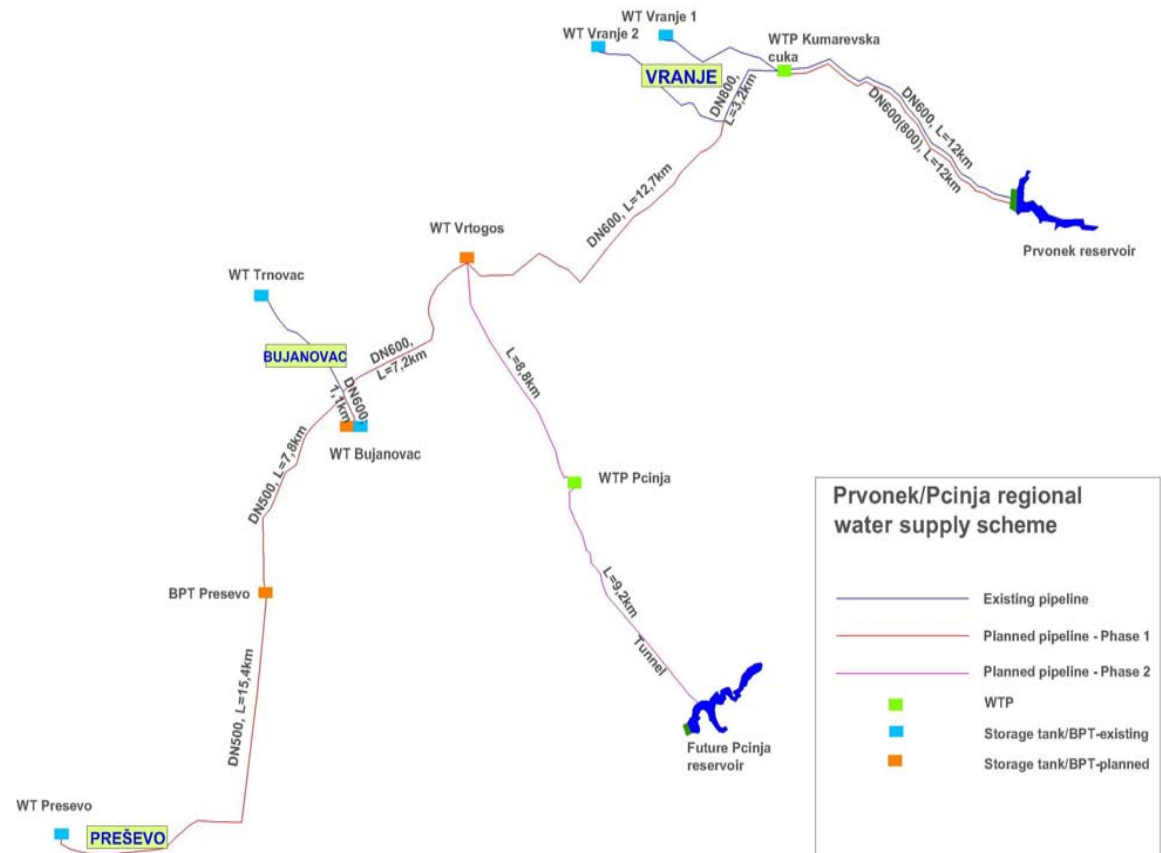 WT Vranje 1
WT Vranje 2
WTP Kumarevska
cuka
VRANJE
DN800,
L=3,2km
DN600, L=12km
DN600(800), L=12km
Prvonek reservoir
DN600, L=12,7km
WT Vrtogos
WT Trnovac
BUJANOVAC
DN600,
L=7,2km
DN600,
1,1km
WT Bujanovac
L=8,8km
WTP Pcinja
DN500, L=7,8km
BPT Presevo
L=9,2km
Tunnel
Future Pcinja
reservoir
DN500, L=15,4km
WT Presevo
PREŠEVO
Prvonek/Pcinja regional
water supply scheme
Existing pipeline
Planned pipeline - Phase 1
Planned pipeline - Phase 2
WTP
Storage tank/BPT-existing
Storage tank/BPT-planned